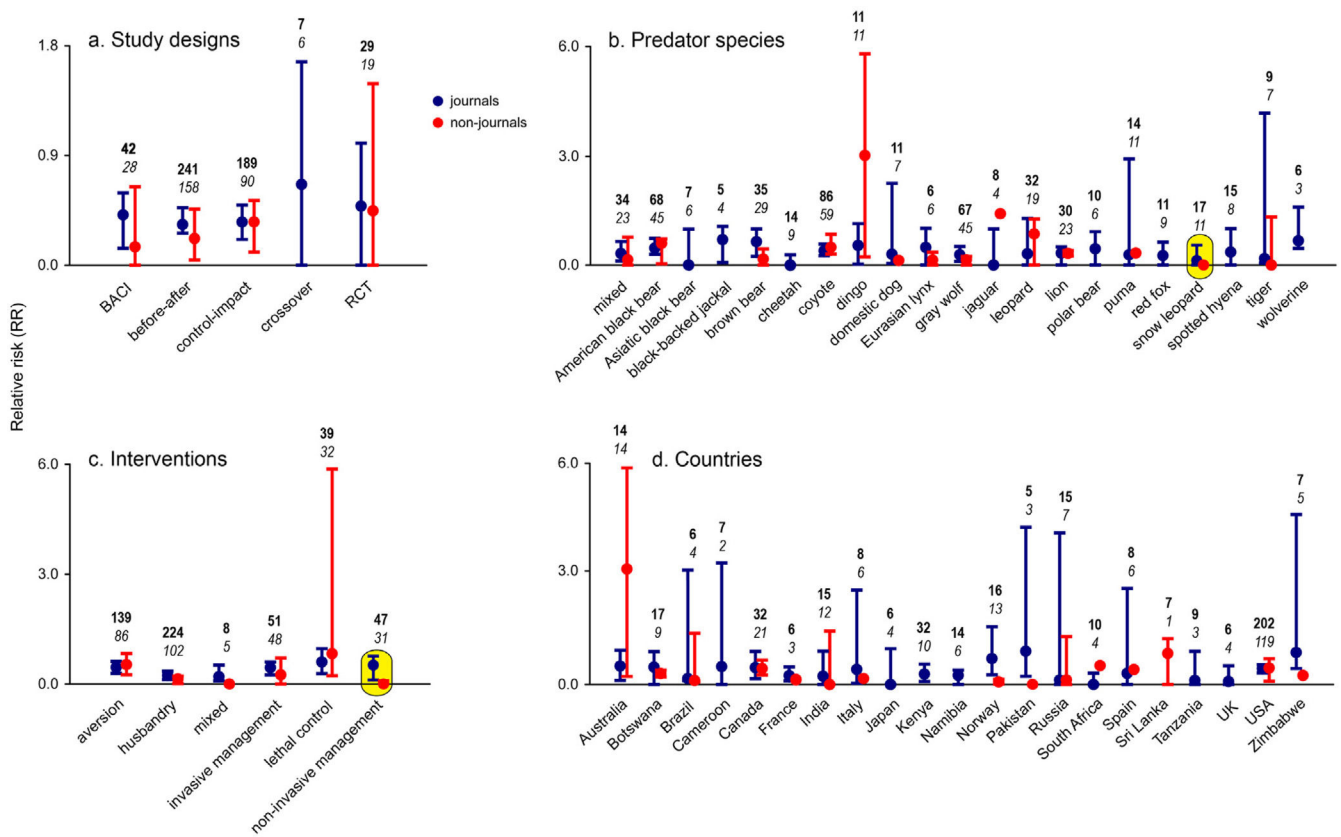 a. Study designs
Relative risk (RR)
1.8
0.9
0.0
42
28
241
158
189
90
7
6
29
19
journals
non-journals
BACI
before-after
control-impact
crossover
RCT
b. Predator species
6.0
3.0
0.0
34
23
68
45
7
6
5
4
35
29
14
9
86
59
11
11
11
7
6
6
67
45
8
4
32
19
30
23
10
6
14
11
11
9
17
11
15
8
9
7
6
3
mixed
American black bear
Asiatic black bear
black-backed jackal
brown bear
cheetah
coyote
dingo
domestic dog
Eurasian lynx
gray wolf
jaguar
leopard
lion
polar bear
puma
red fox
snow leopard
spotted hyena
tiger
wolverine
c. Interventions
6.0
3.0
0.0
139
86
224
102
8
5
51
48
39
32
47
31
aversion
husbandry
mixed
invasive management
lethal control
non-invasive management
d. Countries
6.0
3.0
0.0
14
14
17
9
6
4
7
2
32
21
6
3
15
12
8
6
6
4
32
10
14
6
16
13
5
3
15
7
10
4
8
6
7
1
9
3
6
4
202
119
7
5
Australia
Botswana
Brazil
Cameroon
Canada
France
India
Italy
Japan
Kenya
Namibia
Norway
Pakistan
Russia
South Africa
Spain
Sri Lanka
Tanzania
UK
USA
Zimbabwe